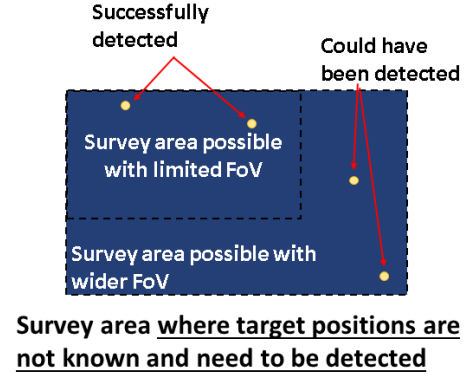 Successfully
detected
Could have
been detected
Survey area possible
with limited FoV
Survey area possible with
wider FoV
Survey area where target positions are
not known and need to be detected